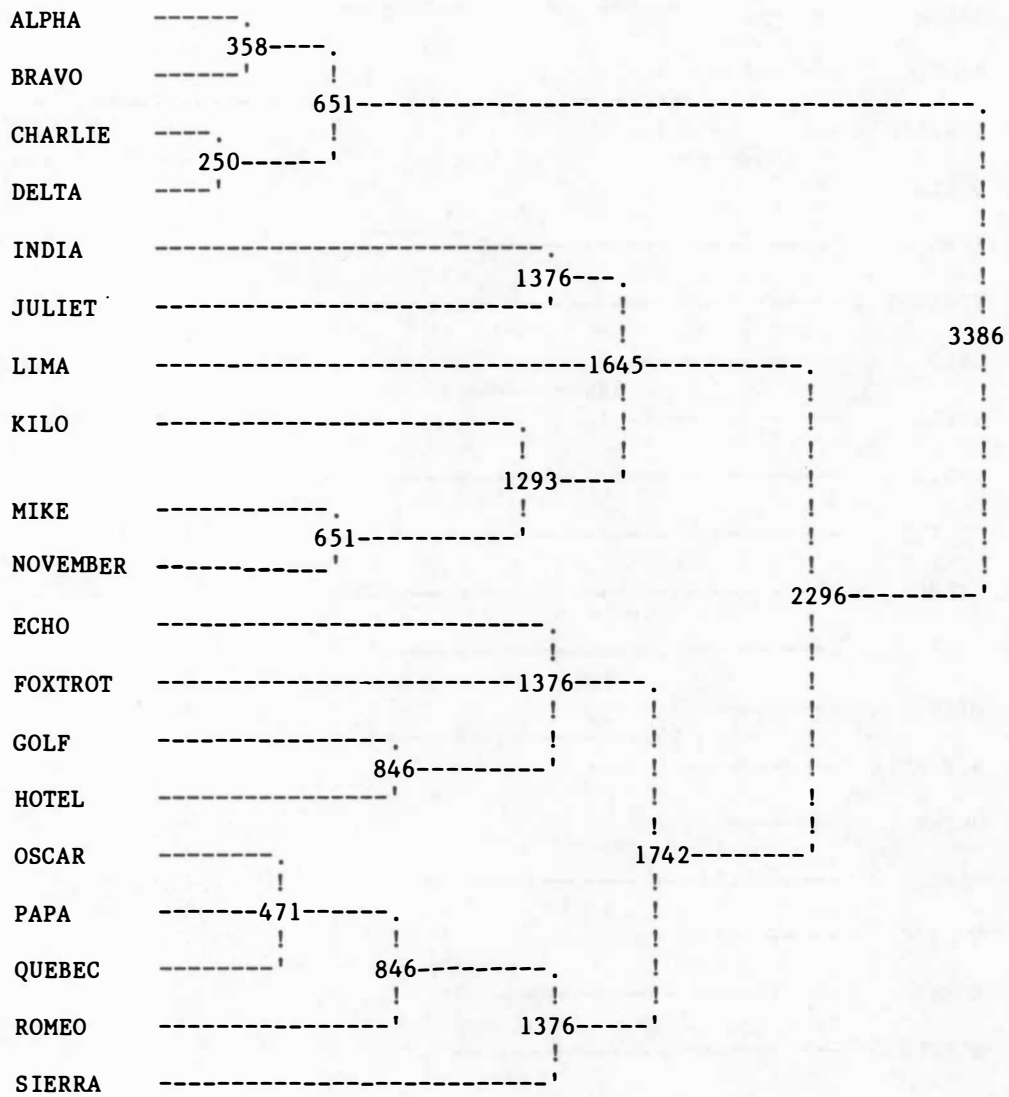 ALPHA
358
BRAVO
651
CHARLIE
250
DELTA
INDIA
1376
JULIET
3386
LIMA 1645
KILO
1293
MIKE
651
NOVEMBER
2296
ECHO
FOXTROT 1376
GOLF
846
HOTEL
OSCAR 1742
PAPA 471
QUEBEC 846
ROMEO 1376
SIERRA